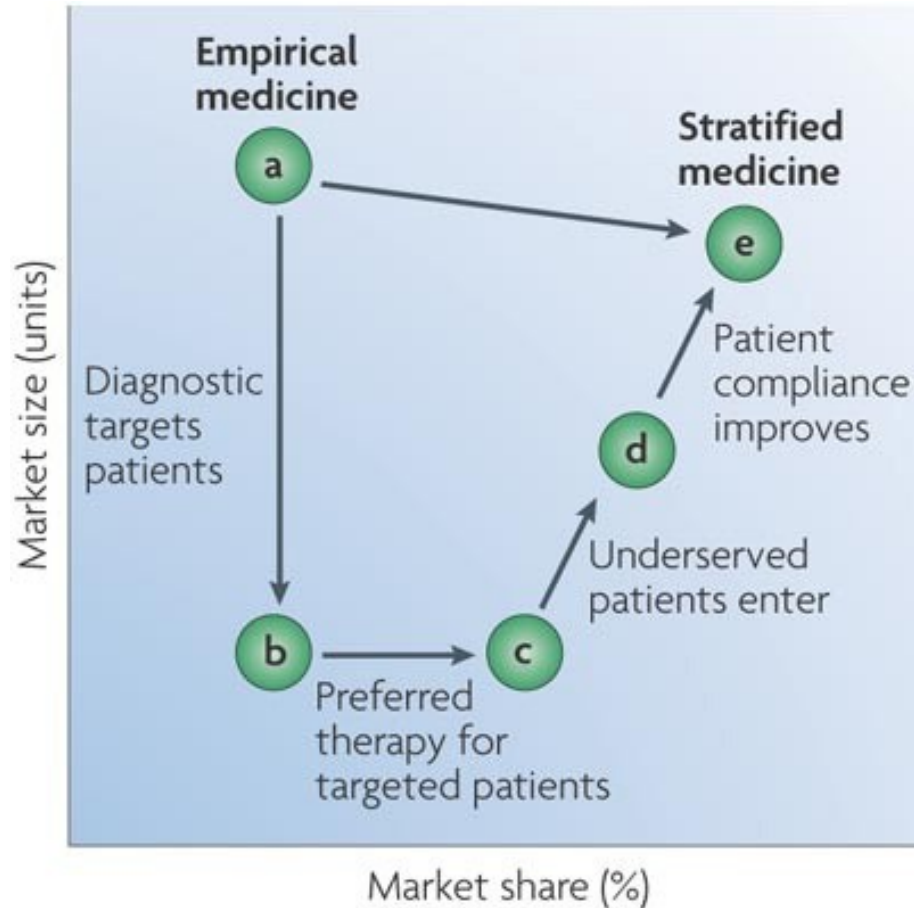 Empirical
medicine
a
Stratified
medicine
e
Market size (units)
Diagnostic
targets
patients
Patient
compliance
improves
d
Underserved
patients enter
b
c
Preferred
therapy for
targeted patients
Market share (%)